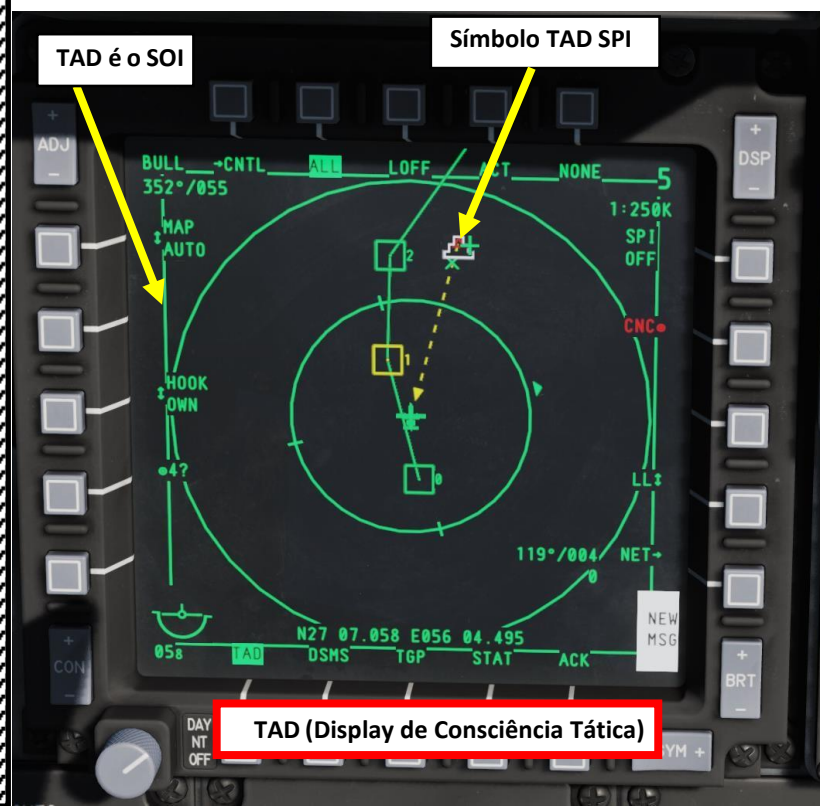 Símbolo TAD SPI
TAD é o SOI
+
ADJ
–
+
DSP
–
BULL →CNTL ALL LOFF ACT NONE 5
352°/055
1:250K
MAP
AUTO
SPI
OFF
2
CNC
1
HOOK
OWN
4?
0
LL
119°/004
NET→
0
NEW
MSG
N27 07.058 E056 04.495
058 TAD DSMS TGP STAT ACK
+
CON
+
BRT
–
DAY
NT
OFF
TAD (Display de Consciência Tática)
YM +